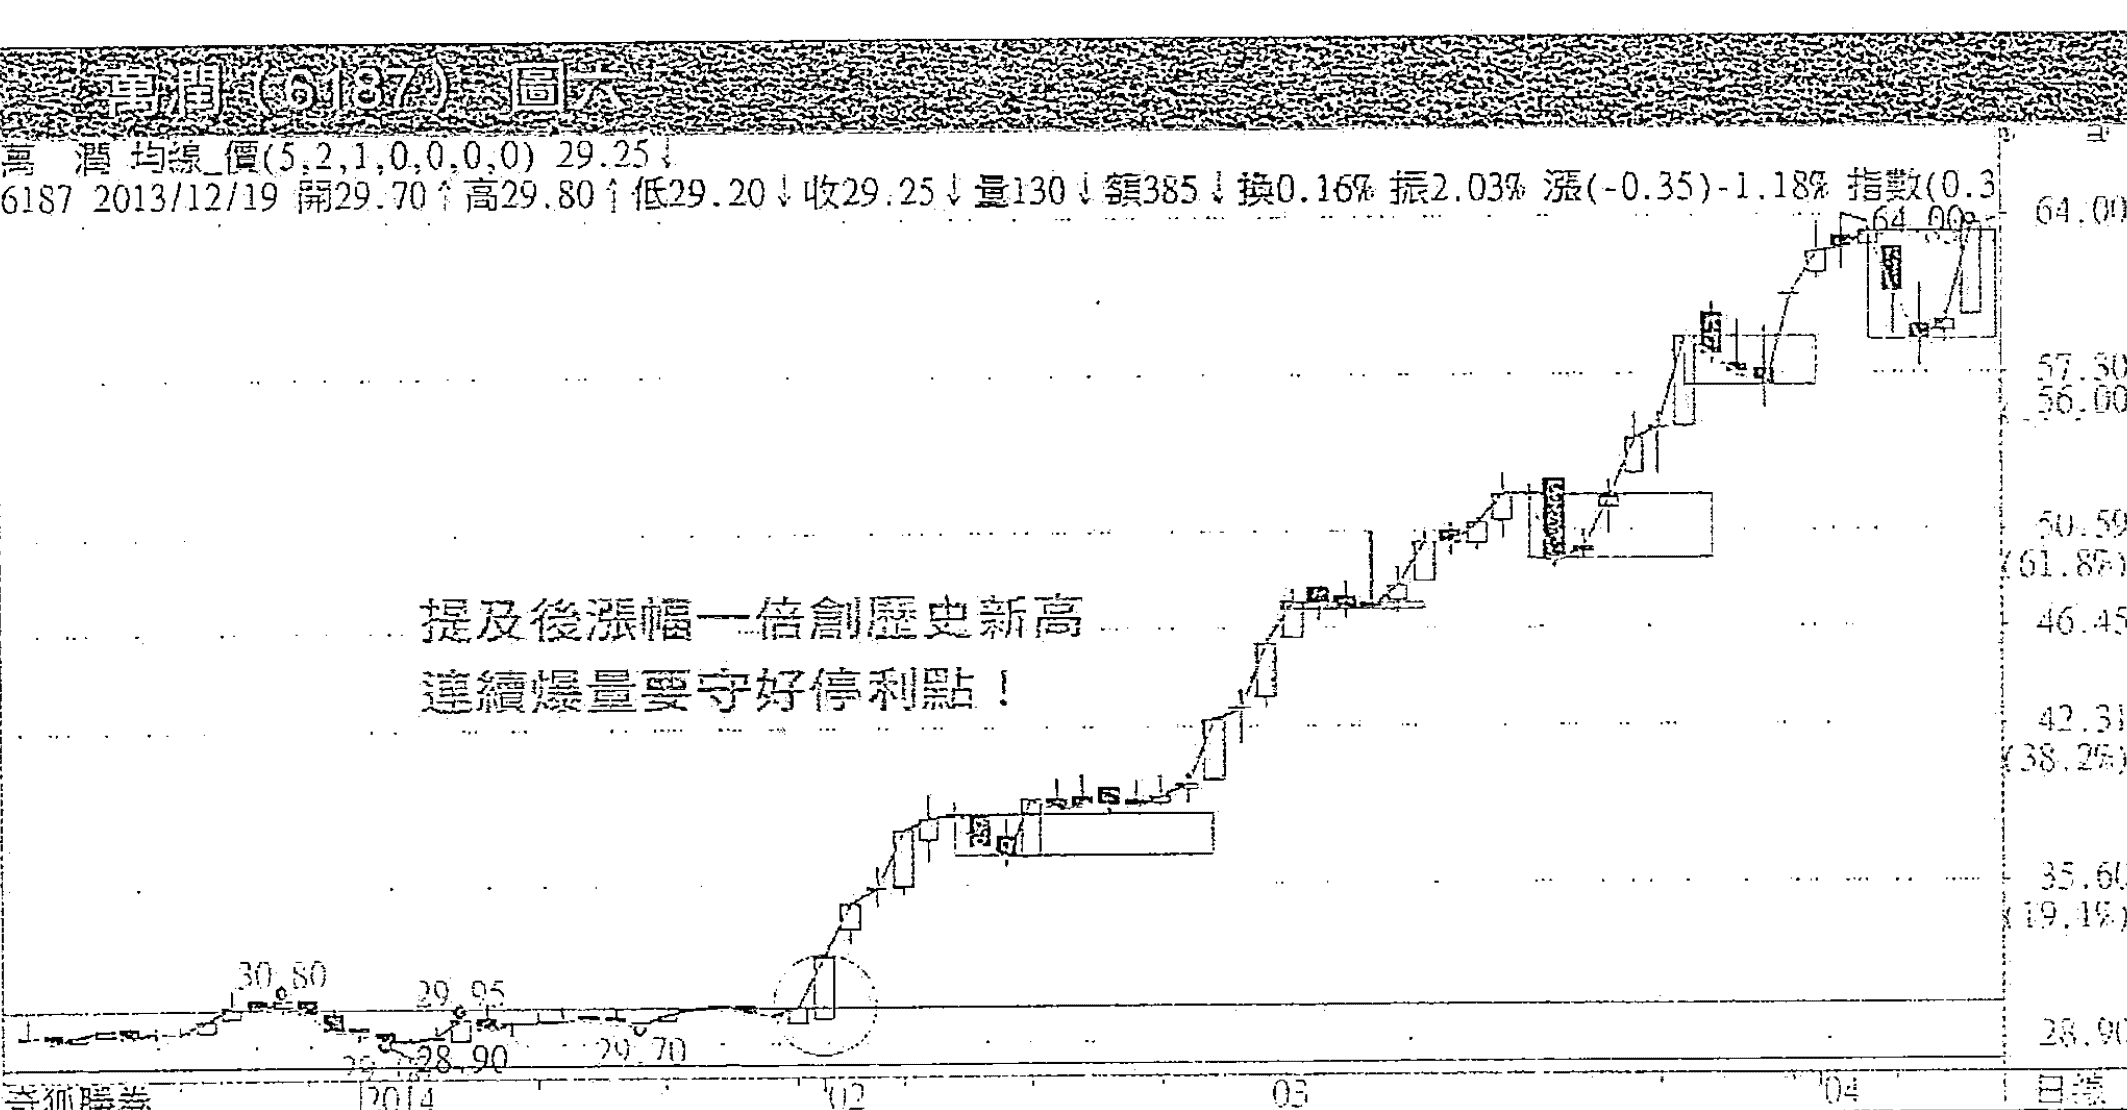 萬潤(6187) 圖六
萬 潤 均線_價(5,2,1,0,0,0,0) 29.25↓
6187 2013/12/19 開29.70↑高29.80↑低29.20↓收29.25↓量130↓額385↓換0.16% 振2.03% 漲(-0.35)-1.18% 指數(0.3
64.00
64.00
57.30
56.00
50.59
(61.8%)
提及後漲幅一倍創歷史新高
46.45
連續爆量要守好停利點！
42.31
(38.2%)
35.60
(19.1%)
30.80
29.95
28.90
29.70
28.90
奇狐勝券
2014
02
03
04
日線